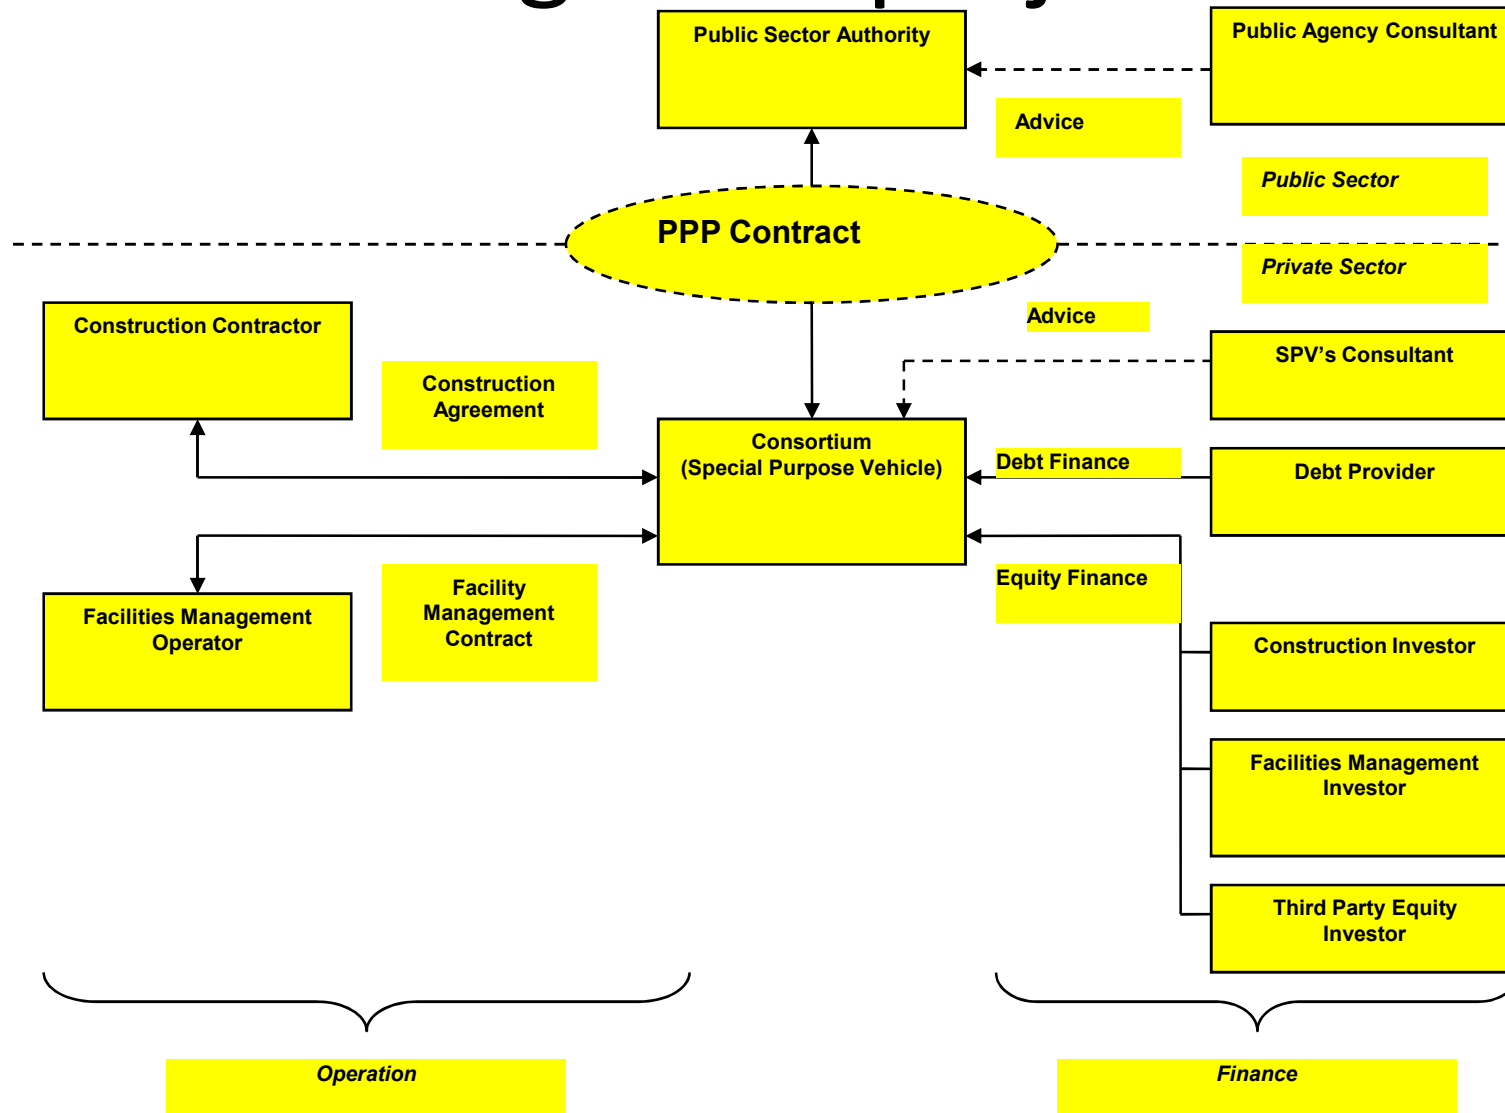 Public Sector Authority
Public Agency Consultant
Advice
Public Sector
PPP Contract
Private Sector
Construction Contractor
Advice
SPV’s Consultant
Construction
Agreement
Consortium
(Special Purpose Vehicle)
Debt Finance
Debt Provider
Equity Finance
Facility
Management
Contract
Facilities Management
Operator
Construction Investor
Facilities Management
Investor
Third Party Equity
Investor
Operation
Finance